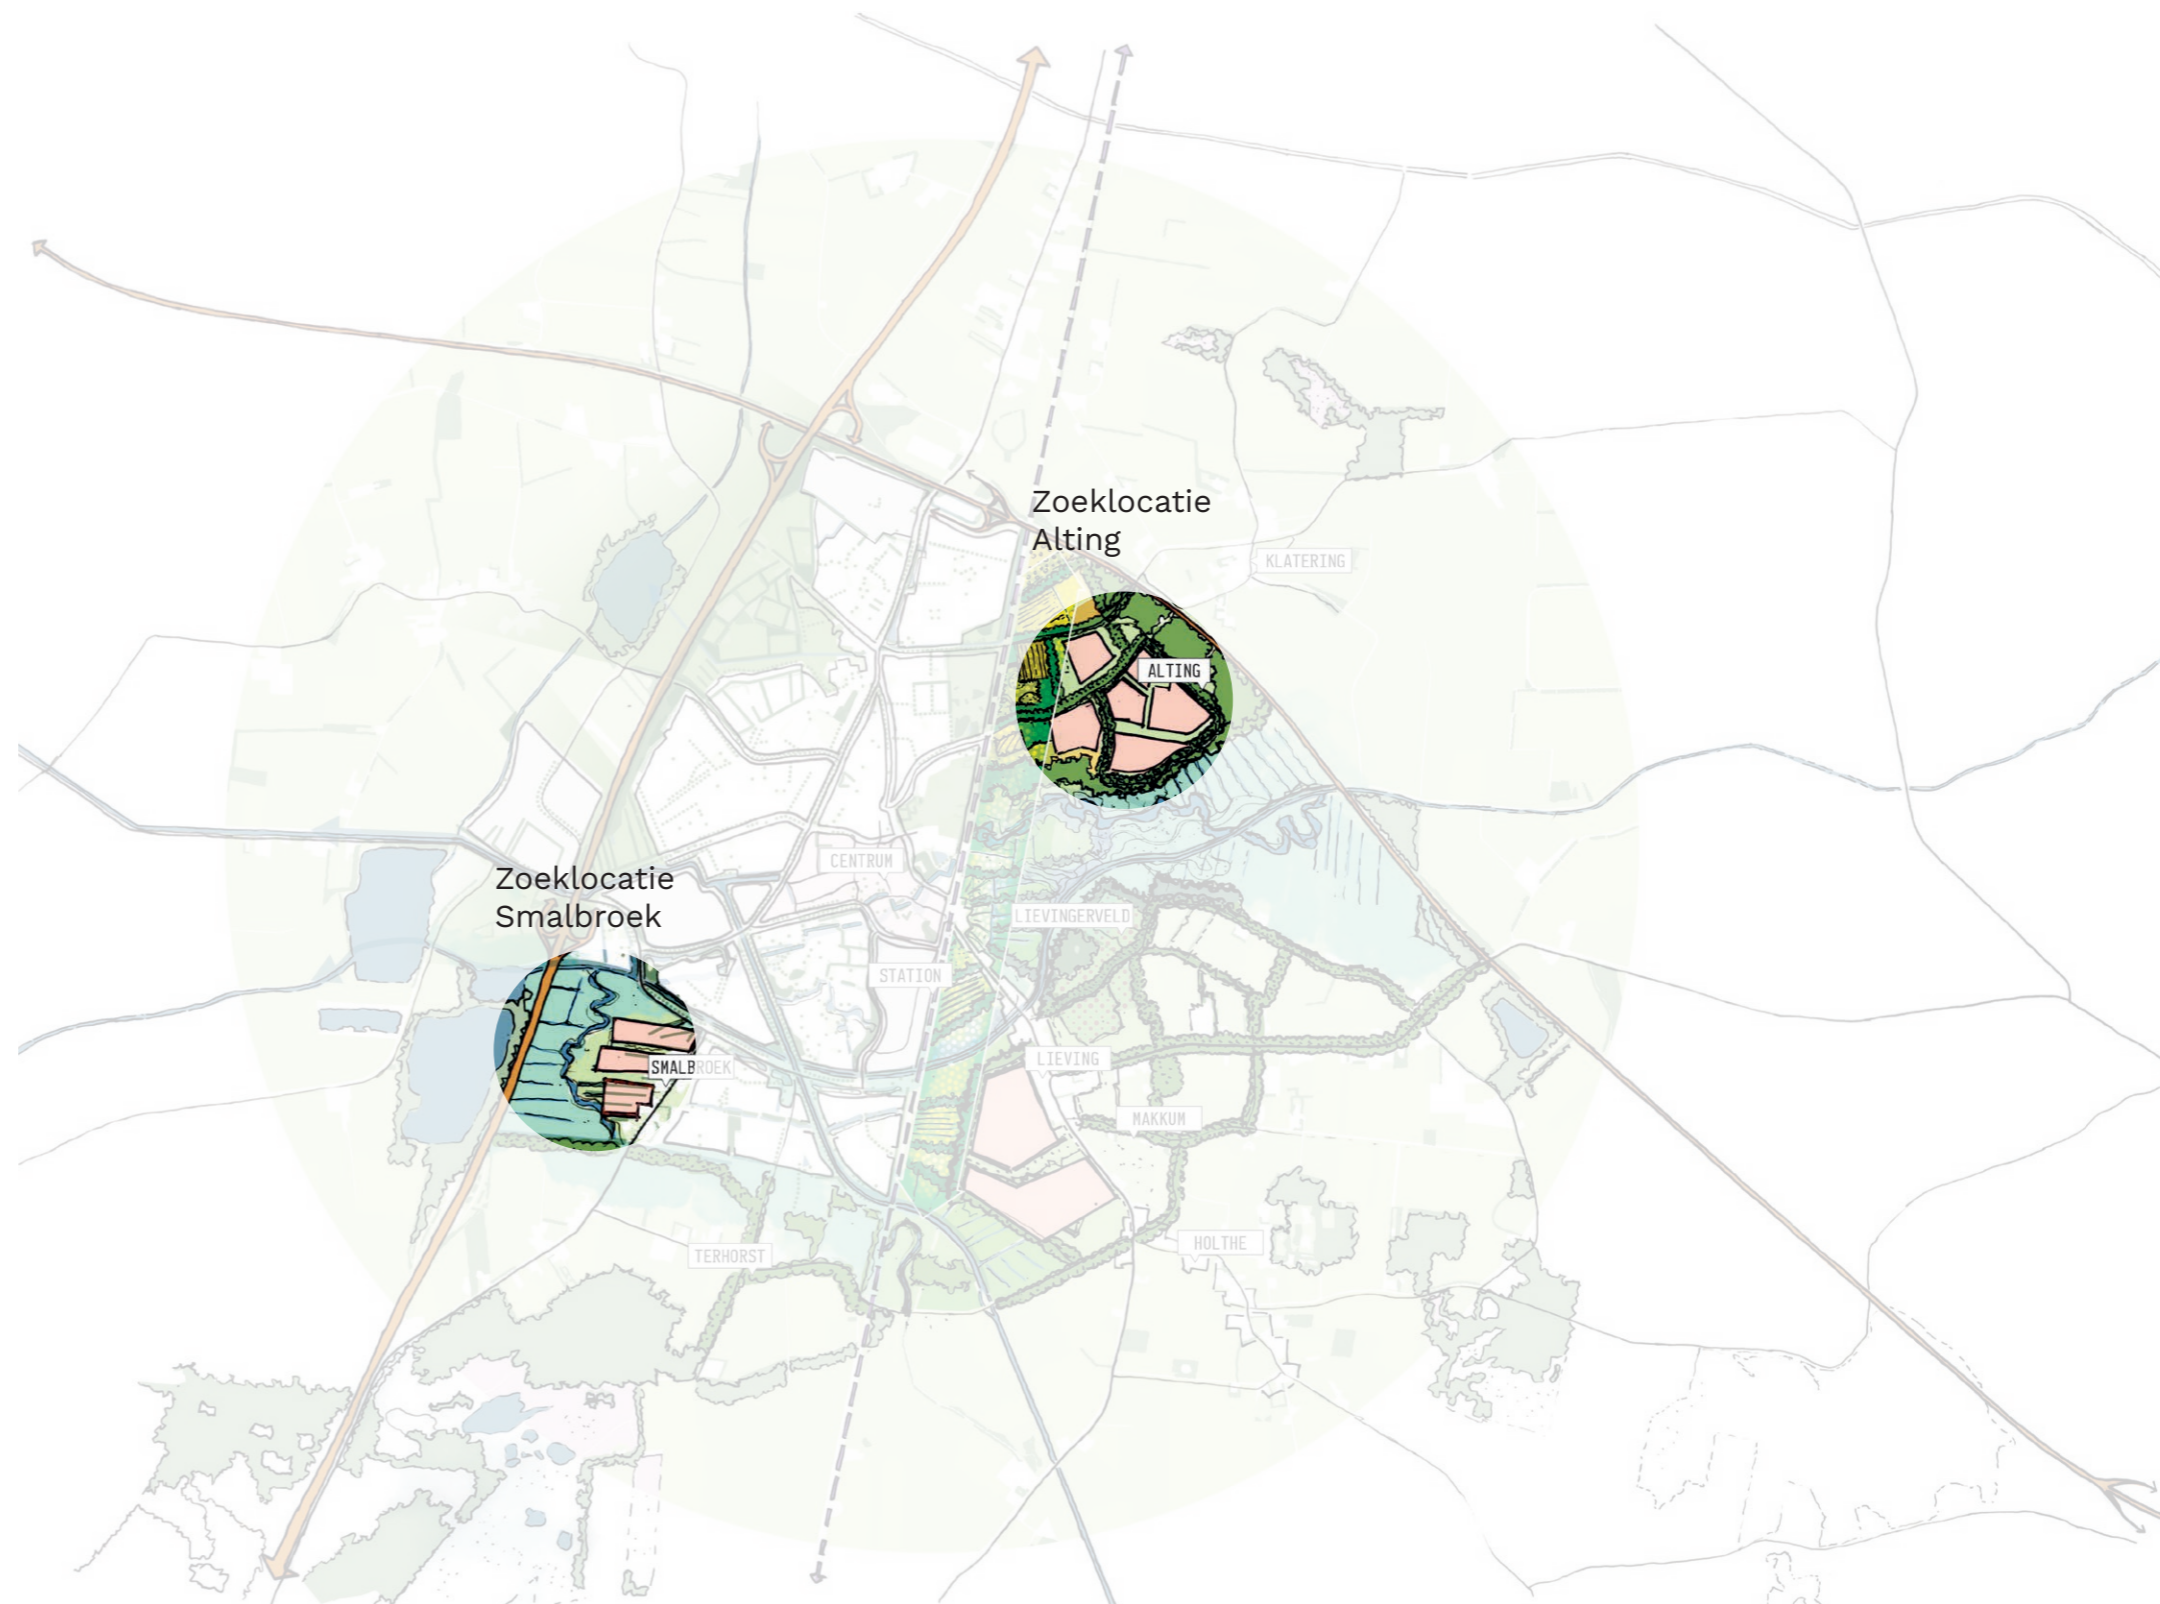 Zoeklocatie
Alting
KLATERING
ALTING
CENTRUM
Zoeklocatie
Smalbroek
LIEVINGERVELD
STATION
LIEVING
SMALBROEK
MAKKUM
HOLTHE
TERHORST